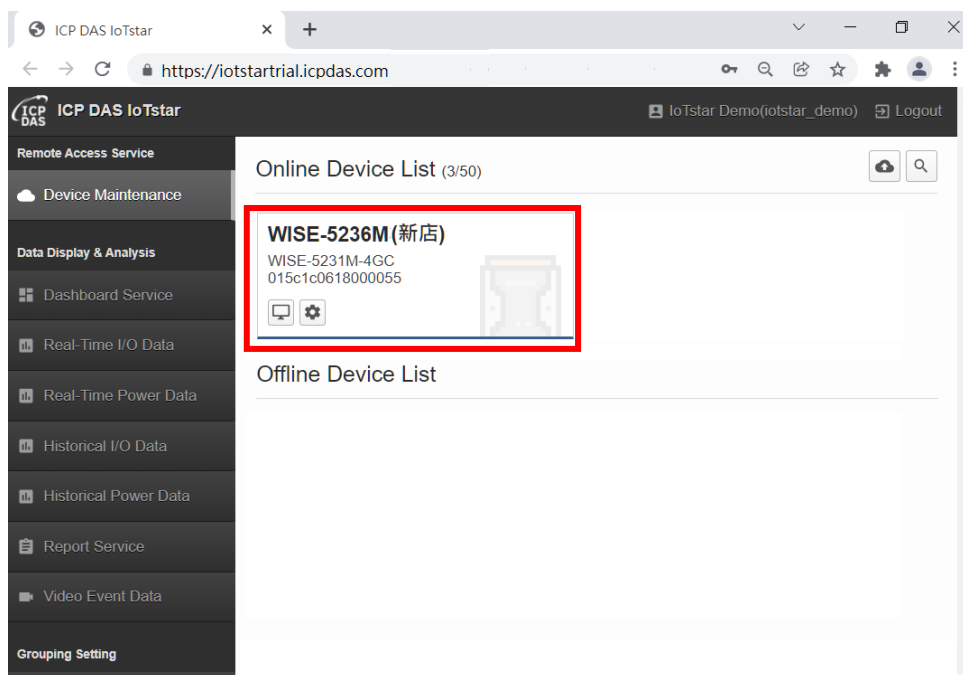 ICP DAS IoTstar
https://iotstartrial.icpdas.com
ICP DAS
ICP DAS IoTstar
IoTstar Demo(iotstar_demo)
Logout
Remote Access Service
Device Maintenance
Data Display & Analysis
Dashboard Service
Real-Time I/O Data
Real-Time Power Data
Historical I/O Data
Historical Power Data
Report Service
Video Event Data
Grouping Setting
Online Device List (3/50)
WISE-5236M(新店)
WISE-5231M-4GC
015c1c0618000055
Offline Device List